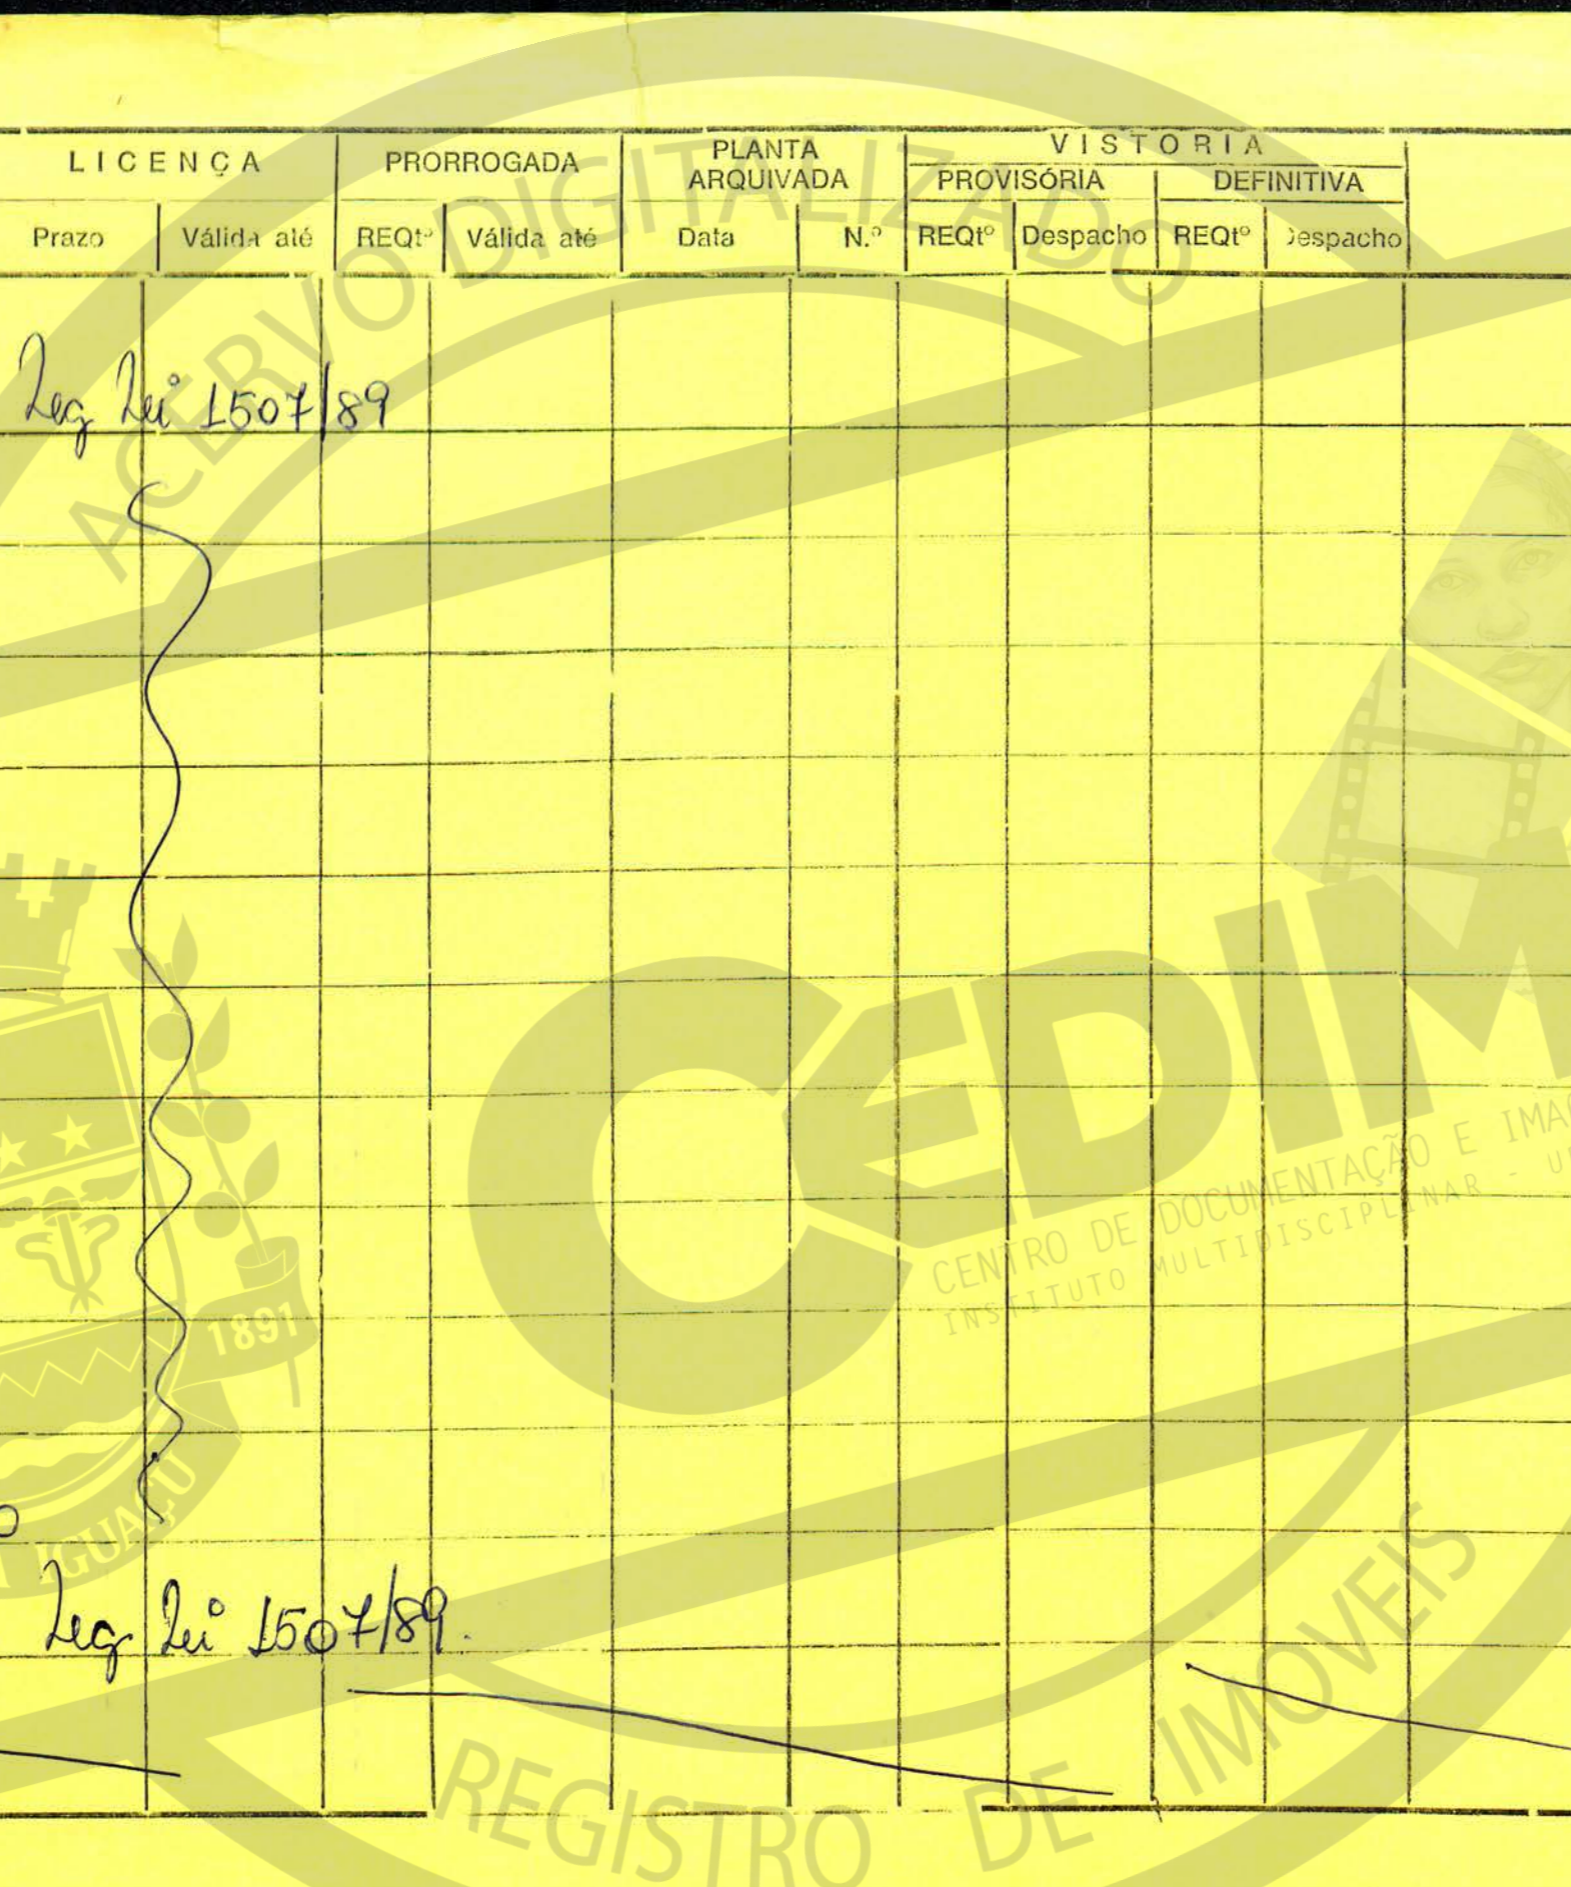 LICENÇA PRORROGADA PLANTA ARQUIVADA VISTORIA
PROVISÓRIA DEFINITIVA
Prazo Válida até REQtº Válida até Data N.º REQtº Despacho REQtº Despacho
Leg Lei 1507/89
Leg Lei 1507/89.
ACERVO DIGITALIZADO
CEDIM
CENTRO DE DOCUMENTAÇÃO E IMA
INSTITUTO MULTIDISCIPLINAR - U
1891
IGUAÇU
REGISTRO DE IMOVEIS